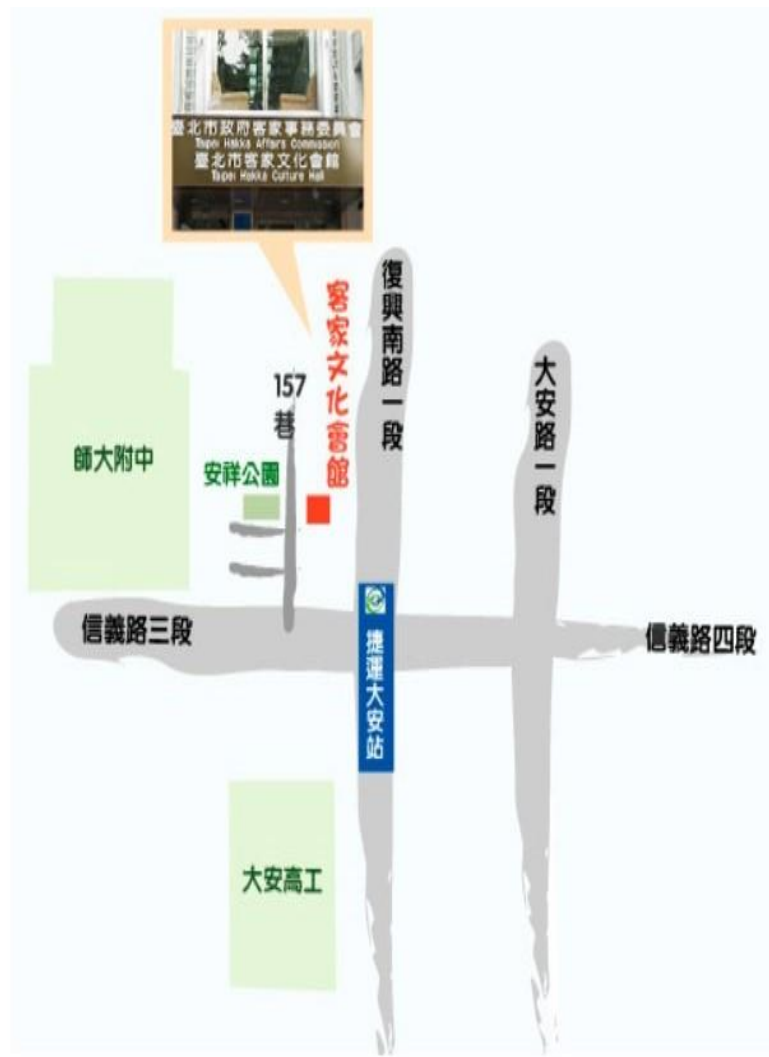 臺北市政府客家事務委員會
Taipei Hakka Affairs Commission
臺北市客家文化會館
Taipei Hakka Culture Hall
復興南路一段
客家文化會館
大安路一段
157
巷
師大附中
安祥公園
信義路三段
信義路四段
捷運大安站
大安高工